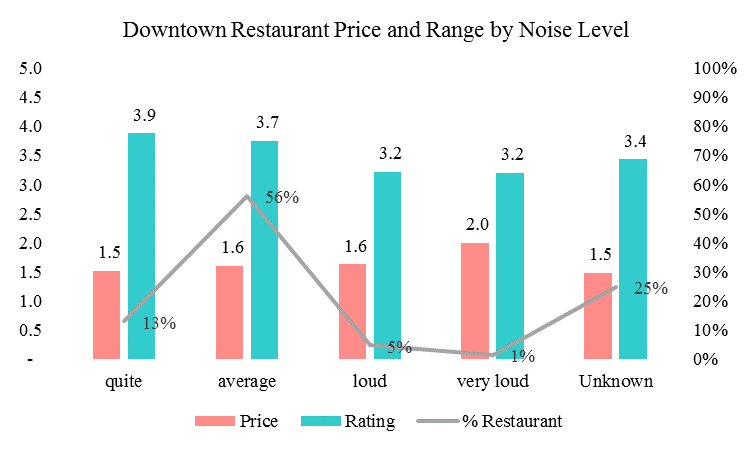 Downtown Restaurant Price and Range by Noise Level
5.0 100%
4.5 90%
4.0 80%
3.5 70%
3.0 60%
2.5 50%
2.0 40%
1.5 30%
1.0 20%
0.5 10%
- 0%
3.9 3.7 3.2 3.2 3.4
1.5 1.6 1.6 2.0 1.5
13% 56% 5% 1% 25%
quite average loud very loud Unknown
Price Rating % Restaurant